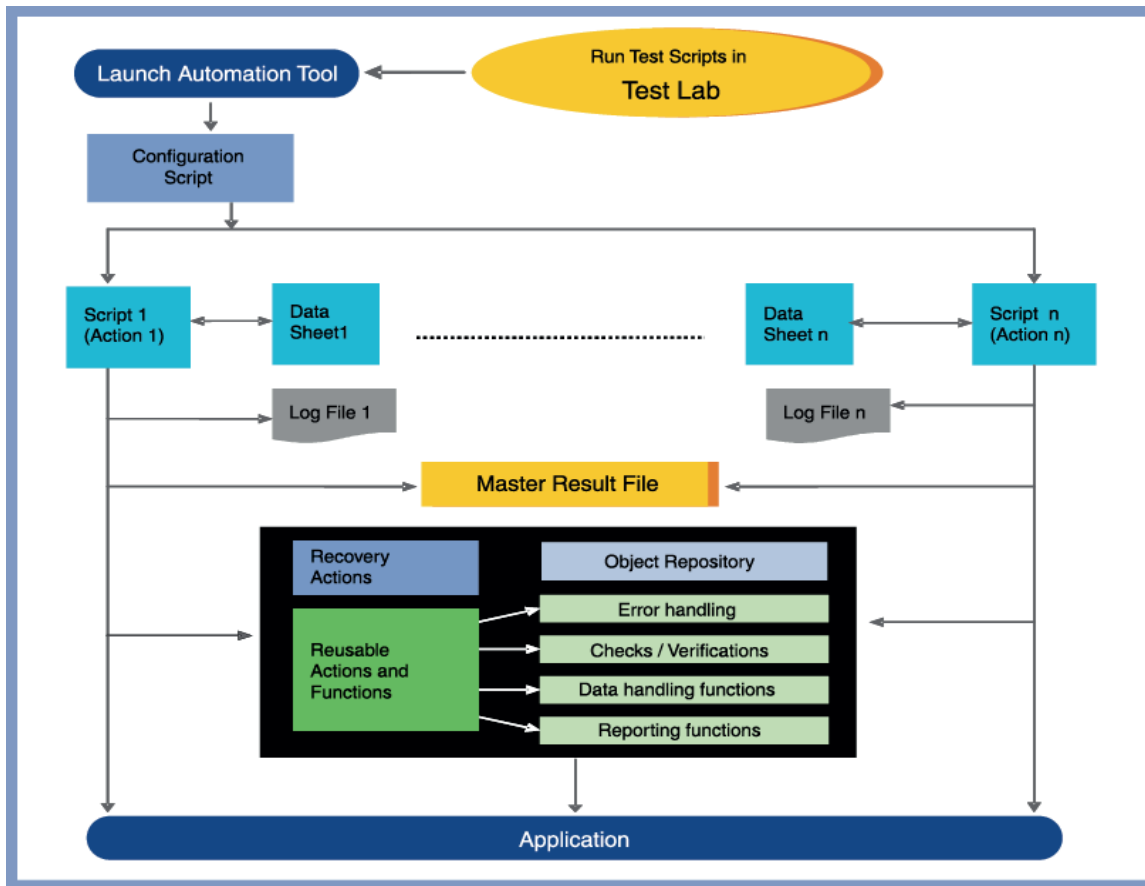 Run Test Scripts in
Test Lab
Launch Automation Tool
Configuration
Script
Script 1
(Action 1)
Data
Sheet1
Data
Sheet n
Script n
(Action n)
Log File 1
Log File n
Master Result File
Recovery
Actions
Object Repository
Reusable
Actions and
Functions
Error handling
Checks / Verifications
Data handling functions
Reporting functions
Application